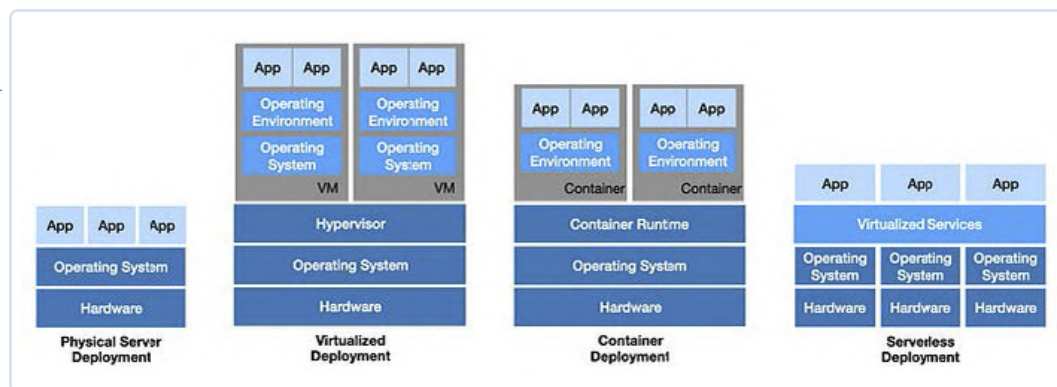 App App App
Operating System
Hardware
Physical Server
Deployment
App App App App
Operating Operating
Environment Environment
Operating Operating
System System
VM VM
Hypervisor
Operating System
Hardware
Virtualized
Deployment
App App App App
Operating Operating
Environment Environment
Container Container
Container Runtime
Operating System
Hardware
Container
Deployment
App App App
Virtualized Services
Operating Operating Operating
System System System
Hardware Hardware Hardware
Serverless
Deployment